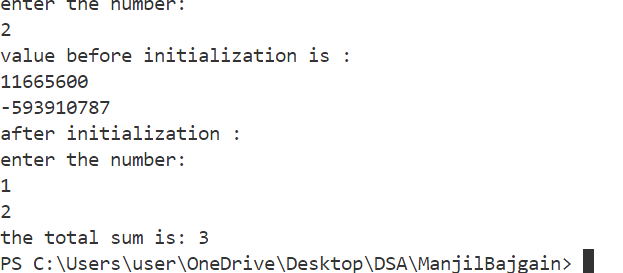 enter the number:
2
value before initialization is :
11665600
-593910787
after initialization :
enter the number:
1
2
the total sum is: 3
PS C:\Users\user\OneDrive\Desktop\DSA\ManjilBajgain>